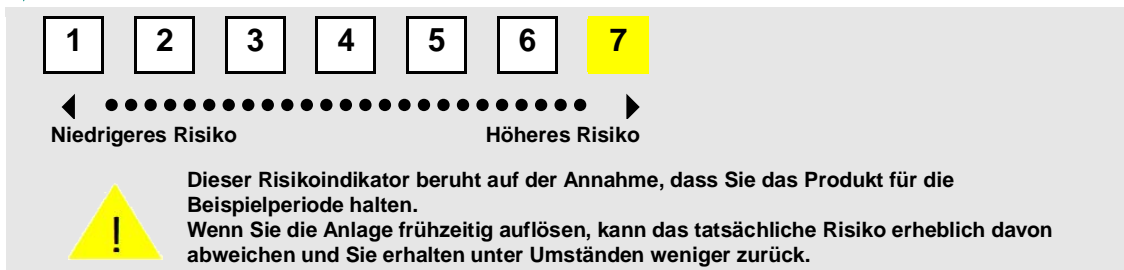 1 2 3 4 5 6 7
Niedrigeres Risiko Höheres Risiko
Dieser Risikoindikator beruht auf der Annahme, dass Sie das Produkt für die
Beispielperiode halten.
! Wenn Sie die Anlage frühzeitig auflösen, kann das tatsächliche Risiko erheblich davon
abweichen und Sie erhalten unter Umständen weniger zurück.